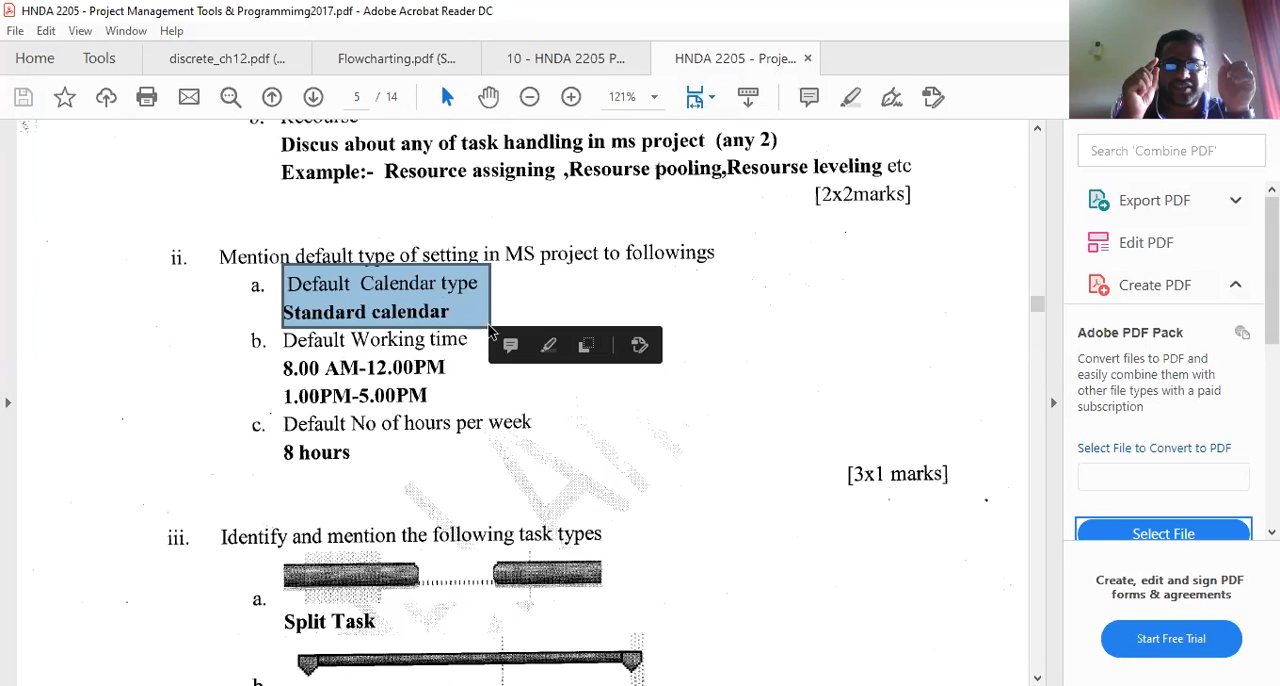 HNDA 2205 - Project Management Tools & Programmimg2017.pdf - Adobe Acrobat Reader DC
File Edit View Window Help
Home Tools discrete_ch12.pdf (... Flowcharting.pdf (S... 10 - HNDA 2205 P... HNDA 2205 - Proje... ×
5 / 14 121%
Discus about any of task handling in ms project (any 2)
Example:- Resource assigning ,Resourse pooling,Resourse leveling etc
[2x2marks]
ii. Mention default type of setting in MS project to followings
a. Default Calendar type
Standard calendar
b. Default Working time
8.00 AM-12.00PM
1.00PM-5.00PM
c. Default No of hours per week
8 hours
[3x1 marks]
iii. Identify and mention the following task types
a.
Split Task
Search 'Combine PDF'
Export PDF
Edit PDF
Create PDF
Adobe PDF Pack
Convert files to PDF and
easily combine them with
other file types with a paid
subscription
Select File to Convert to PDF
Select File
Create, edit and sign PDF
forms & agreements
Start Free Trial